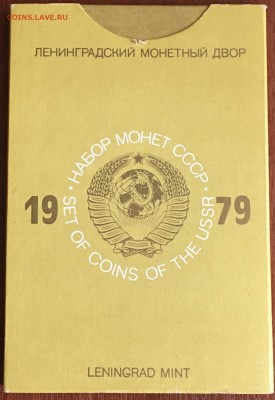 COINS.LAVE.RU
ЛЕНИНГРАДСКИЙ МОНЕТНЫЙ ДВОР
• НАБОР МОНЕТ СССР •
19 79
SET OF COINS OF THE USSR
LENINGRAD MINT